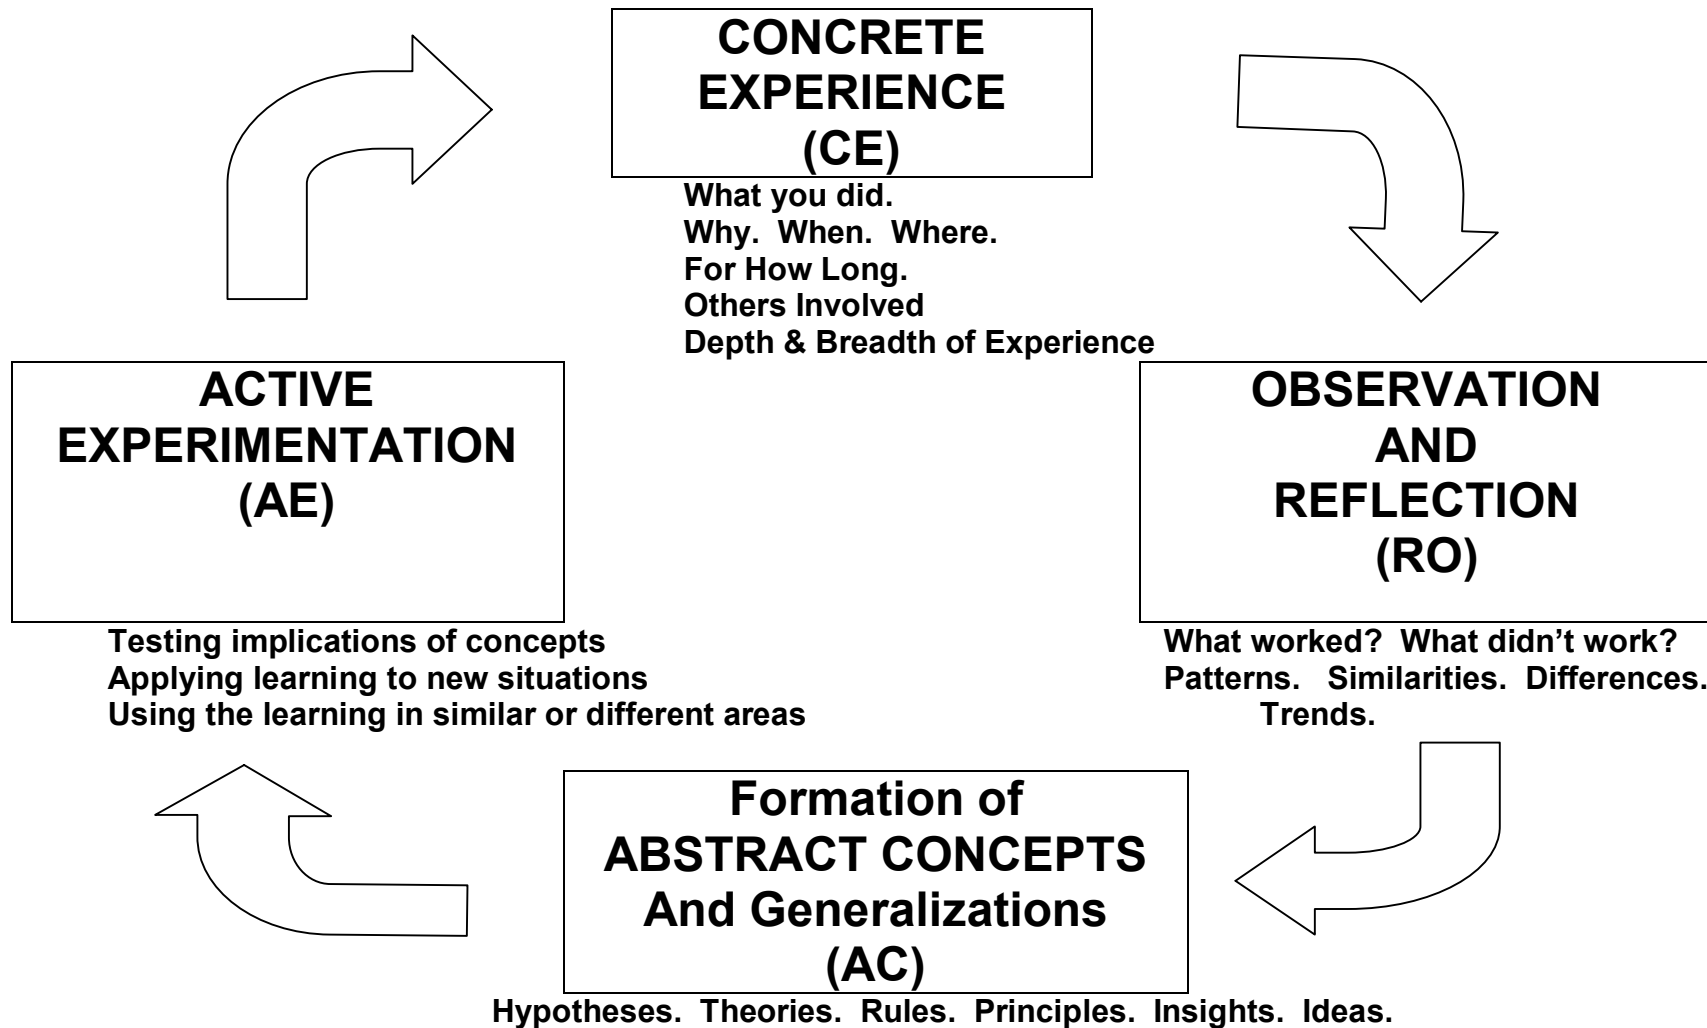 CONCRETE
EXPERIENCE
(CE)
What you did.
Why.  When.  Where.
For How Long.
Others Involved
Depth & Breadth of Experience
OBSERVATION
AND
REFLECTION
(RO)
What worked?  What didn’t work?
Patterns.   Similarities.  Differences.
Trends.
Formation of
ABSTRACT CONCEPTS
And Generalizations
(AC)
Hypotheses.  Theories.  Rules.  Principles.  Insights.  Ideas.
ACTIVE
EXPERIMENTATION
(AE)
Testing implications of concepts
Applying learning to new situations
Using the learning in similar or different areas